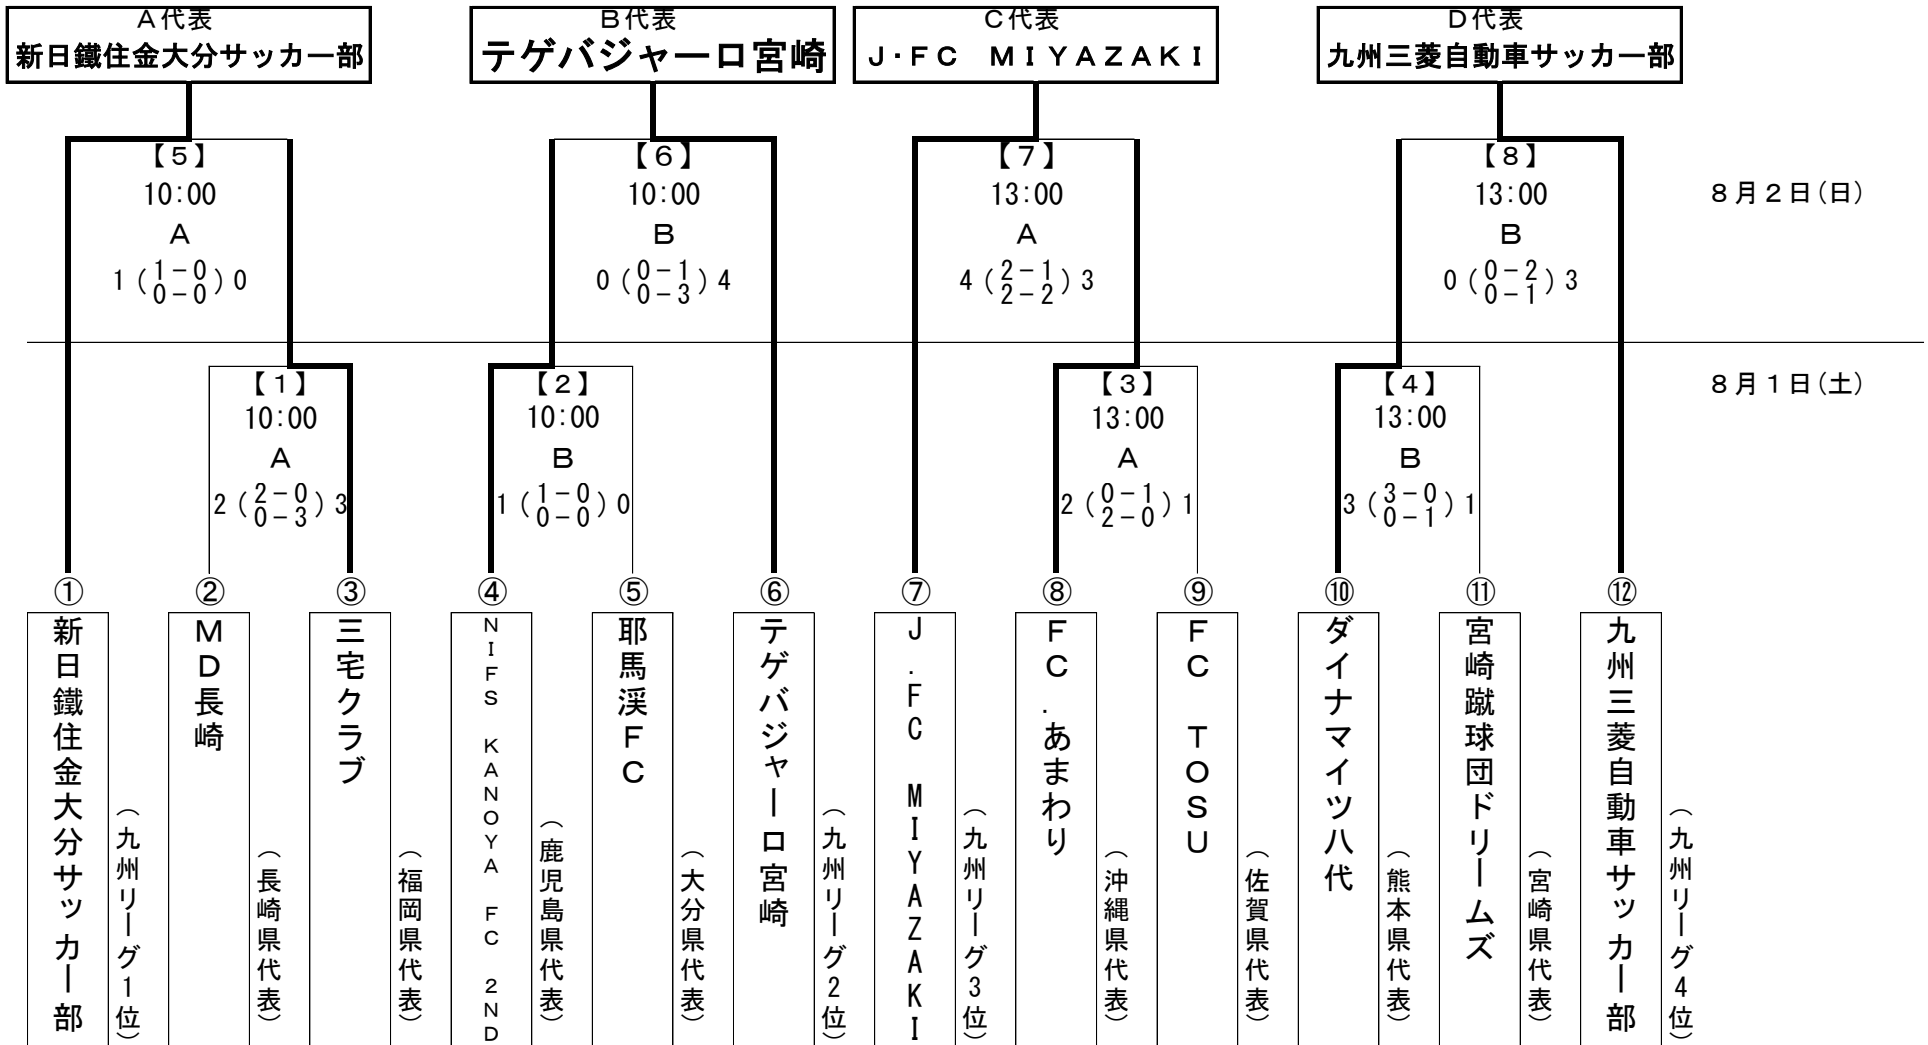 A代表
新日鐵住金大分サッカー部
B代表
テゲバジャーロ宮崎
C代表
J・FC MIYAZAKI
D代表
九州三菱自動車サッカー部
【5】
10:00
A
1(1-0 0-0)0
【6】
10:00
B
0(0-1 0-3)4
【7】
13:00
A
4(2-1 2-2)3
【8】
13:00
B
0(0-2 0-1)3
8月2日(日)
【1】
10:00
A
2(2-0 0-3)3
【2】
10:00
B
1(1-0 0-0)0
【3】
13:00
A
2(0-1 2-0)1
【4】
13:00
B
3(3-0 0-1)1
8月1日(土)
①
新日鐵住金大分サッカー部
(九州リーグ1位)
②
MD長崎
(長崎県代表)
③
三宅クラブ
(福岡県代表)
④
NIFS KANOYA FC 2ND
(鹿児島県代表)
⑤
耶馬渓FC
(大分県代表)
⑥
テゲバジャーロ宮崎
(九州リーグ2位)
⑦
J.FC MIYAZAKI
(九州リーグ3位)
⑧
FC.あまわり
(沖縄県代表)
⑨
FC TOSU
(佐賀県代表)
⑩
ダイナマイツ八代
(熊本県代表)
⑪
宮崎蹴球団ドリームズ
(宮崎県代表)
⑫
九州三菱自動車サッカー部
(九州リーグ4位)